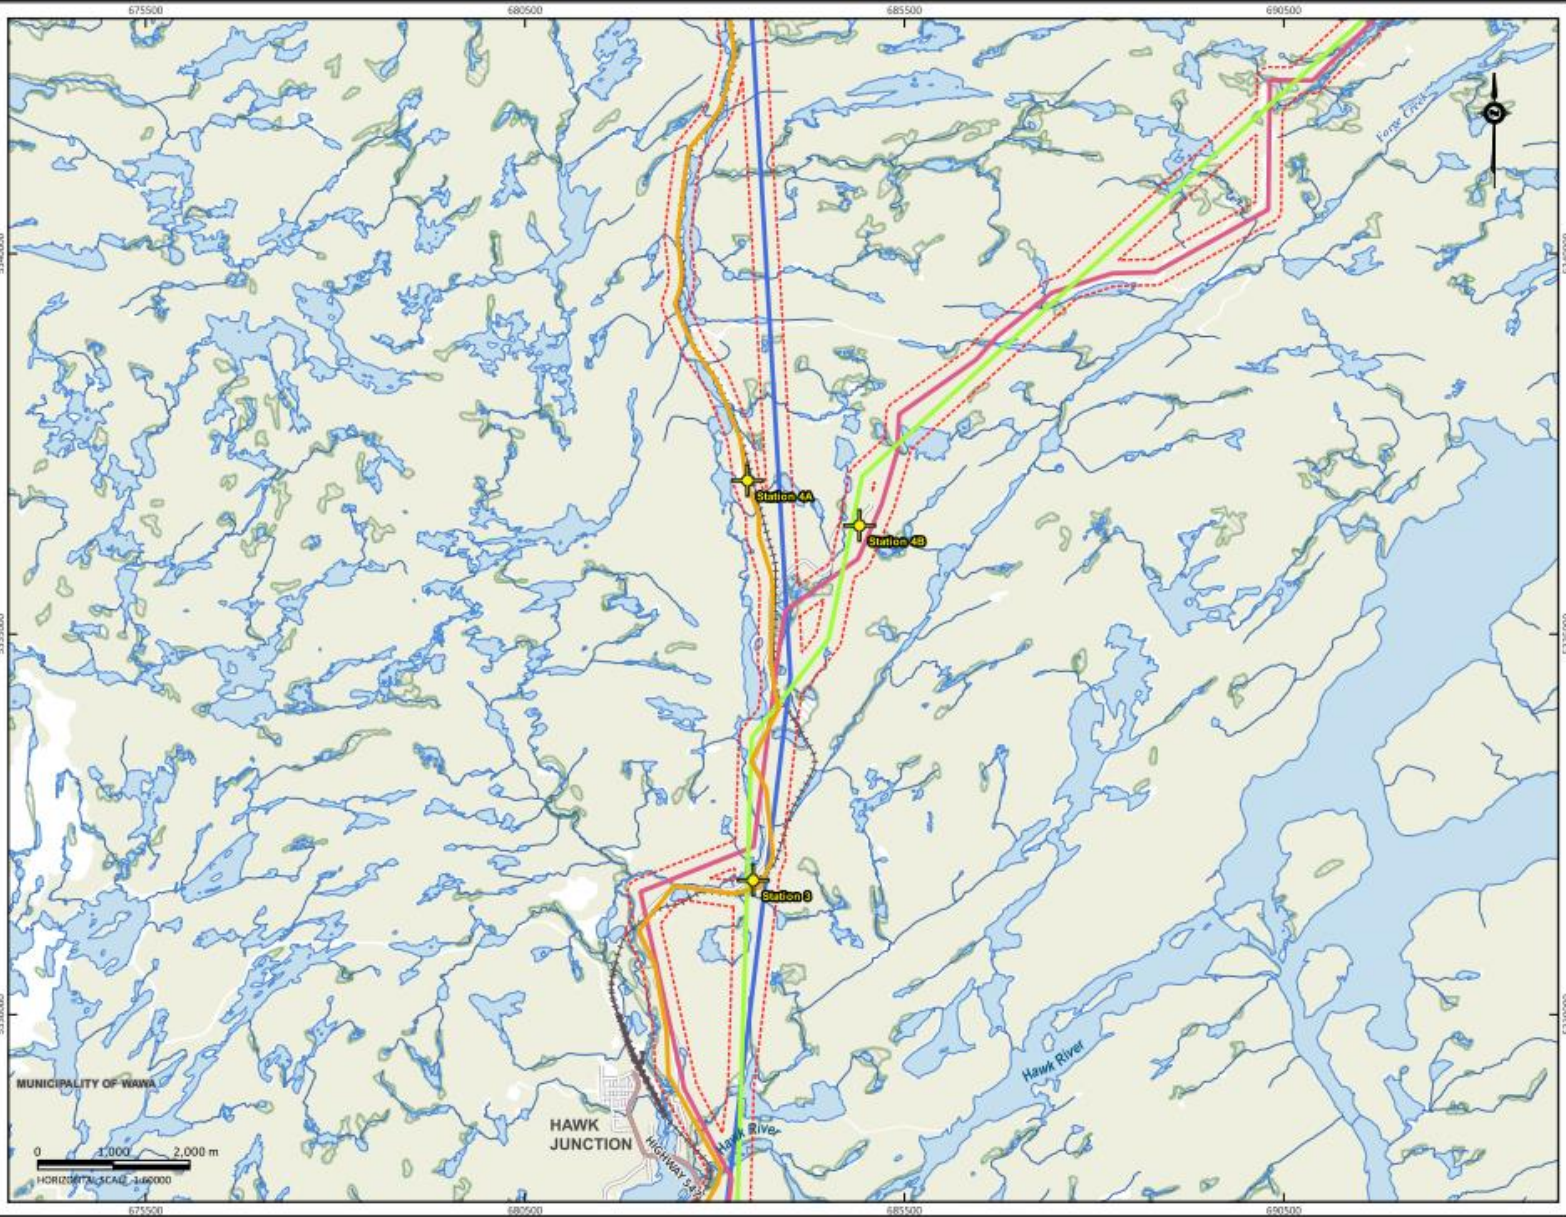 675500 680500 685500 690500
Forge Creek
Station 4A
Station 4B
Station 3
Hawk River
MUNICIPALITY OF WAWA
HAWK
JUNCTION
Hawk River
HIGHWAY 547
0 1,000 2,000 m
HORIZONTAL SCALE 1:60000
675500 680500 685500 690500